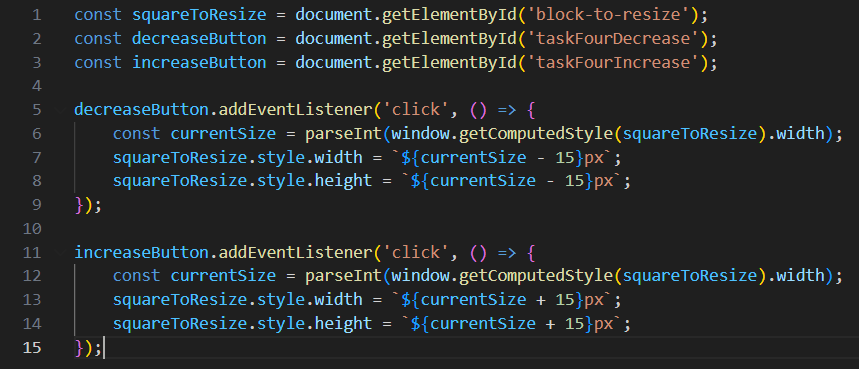 1 const squareToResize = document.getElementById('block-to-resize');
2 const decreaseButton = document.getElementById('taskFourDecrease');
3 const increaseButton = document.getElementById('taskFourIncrease');
4
5 decreaseButton.addEventListener('click', () => {
6     const currentSize = parseInt(window.getComputedStyle(squareToResize).width);
7     squareToResize.style.width = `${currentSize - 15}px`;
8     squareToResize.style.height = `${currentSize - 15}px`;
9 });
10
11 increaseButton.addEventListener('click', () => {
12     const currentSize = parseInt(window.getComputedStyle(squareToResize).width);
13     squareToResize.style.width = `${currentSize + 15}px`;
14     squareToResize.style.height = `${currentSize + 15}px`;
15 });